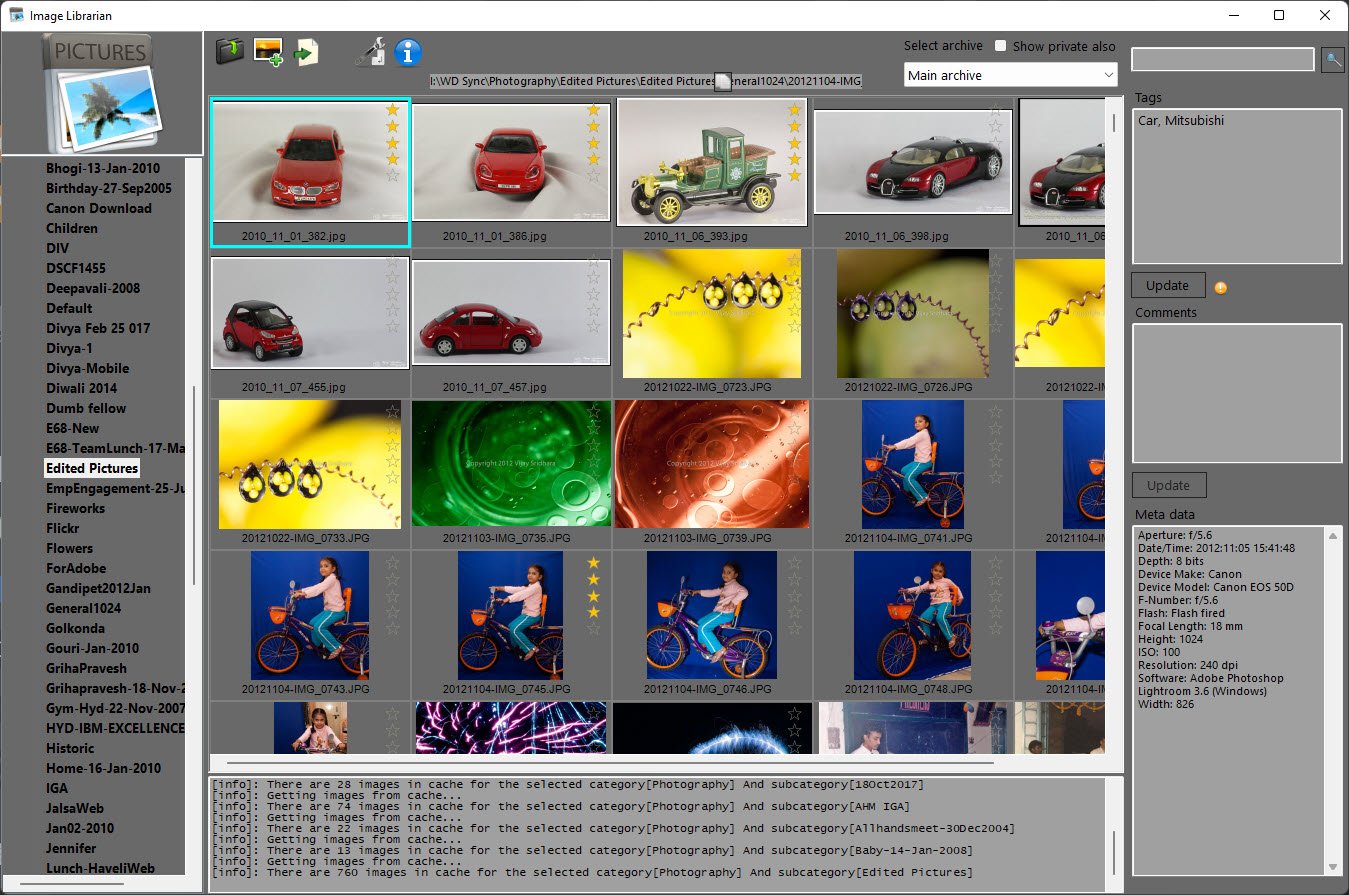 Image Librarian
PICTURES
Select archive
Show private also
Main archive
I:\WD Sync\Photography\Edited Pictures\Edited Pictures
eneral1024\20121104-IMG
Bhogi-13-Jan-2010
Birthday-27-Sep2005
Canon Download
Children
DIV
DSCF1455
Deepavali-2008
Default
Divya Feb 25 017
Divya-1
Divya-Mobile
Diwali 2014
Dumb fellow
E68-New
E68-TeamLunch-17-Ma
Edited Pictures
EmpEngagement-25-Ju
Fireworks
Flickr
Flowers
ForAdobe
Gandipet2012Jan
General1024
Golkonda
Gouri-Jan-2010
GrihaPravesh
Grihapravesh-18-Nov-2
Gym-Hyd-22-Nov-2007
HYD-IBM-EXCELLENCE
Historic
Home-16-Jan-2010
IGA
JalsaWeb
Jan02-2010
Jennifer
Lunch-HaveliWeb
2010_11_01_382.jpg
2010_11_01_386.jpg
2010_11_06_393.jpg
2010_11_06_398.jpg
2010_11_06
2010_11_07_455.jpg
2010_11_07_457.jpg
20121022-IMG_0723.JPG
20121022-IMG_0726.JPG
20121022-I
Copyright 2012 Vijay Sridhara
Copyright 2012 Vijay Sridhara
20121022-IMG_0733.JPG
20121103-IMG_0735.JPG
20121103-IMG_0739.JPG
20121104-IMG_0741.JPG
20121104-I
20121104-IMG_0743.JPG
20121104-IMG_0745.JPG
20121104-IMG_0746.JPG
20121104-IMG_0748.JPG
20121104-I
[info]: There are 28 images in cache for the selected category[Photography] And subcategory[18Oct2017]
[info]: Getting images from cache...
[info]: There are 74 images in cache for the selected category[Photography] And subcategory[AHM IGA]
[info]: Getting images from cache...
[info]: There are 22 images in cache for the selected category[Photography] And subcategory[Allhandsmeet-30Dec2004]
[info]: Getting images from cache...
[info]: There are 13 images in cache for the selected category[Photography] And subcategory[Baby-14-Jan-2008]
[info]: Getting images from cache...
[info]: There are 760 images in cache for the selected category[Photography] And subcategory[Edited Pictures]
Tags
Car, Mitsubishi
Update
Comments
Update
Meta data
Aperture: f/5.6
Date/Time: 2012:11:05 15:41:48
Depth: 8 bits
Device Make: Canon
Device Model: Canon EOS 50D
F-Number: f/5.6
Flash: Flash fired
Focal Length: 18 mm
Height: 1024
ISO: 100
Resolution: 240 dpi
Software: Adobe Photoshop
Lightroom 3.6 (Windows)
Width: 826